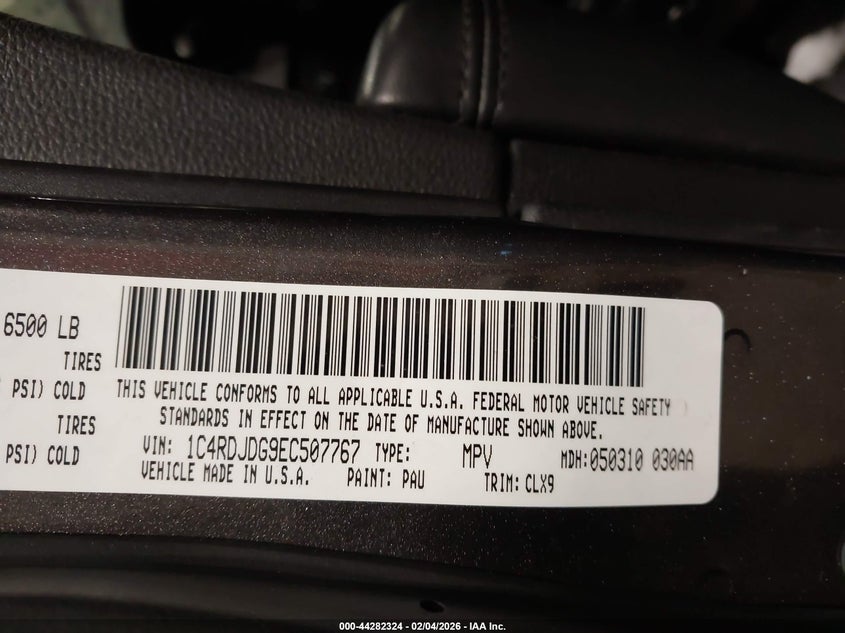 6500 LB
TIRES
PSI) COLD
TIRES
PSI) COLD
THIS VEHICLE CONFORMS TO ALL APPLICABLE U.S.A. FEDERAL MOTOR VEHICLE SAFETY
STANDARDS IN EFFECT ON THE DATE OF MANUFACTURE SHOWN ABOVE.
VIN: 1C4RDJDG9EC507767 TYPE: MPV MDH:050310 030AA
VEHICLE MADE IN U.S.A. PAINT: PAU TRIM: CLX9
000-44282324 - 02/04/2026 - IAA Inc.